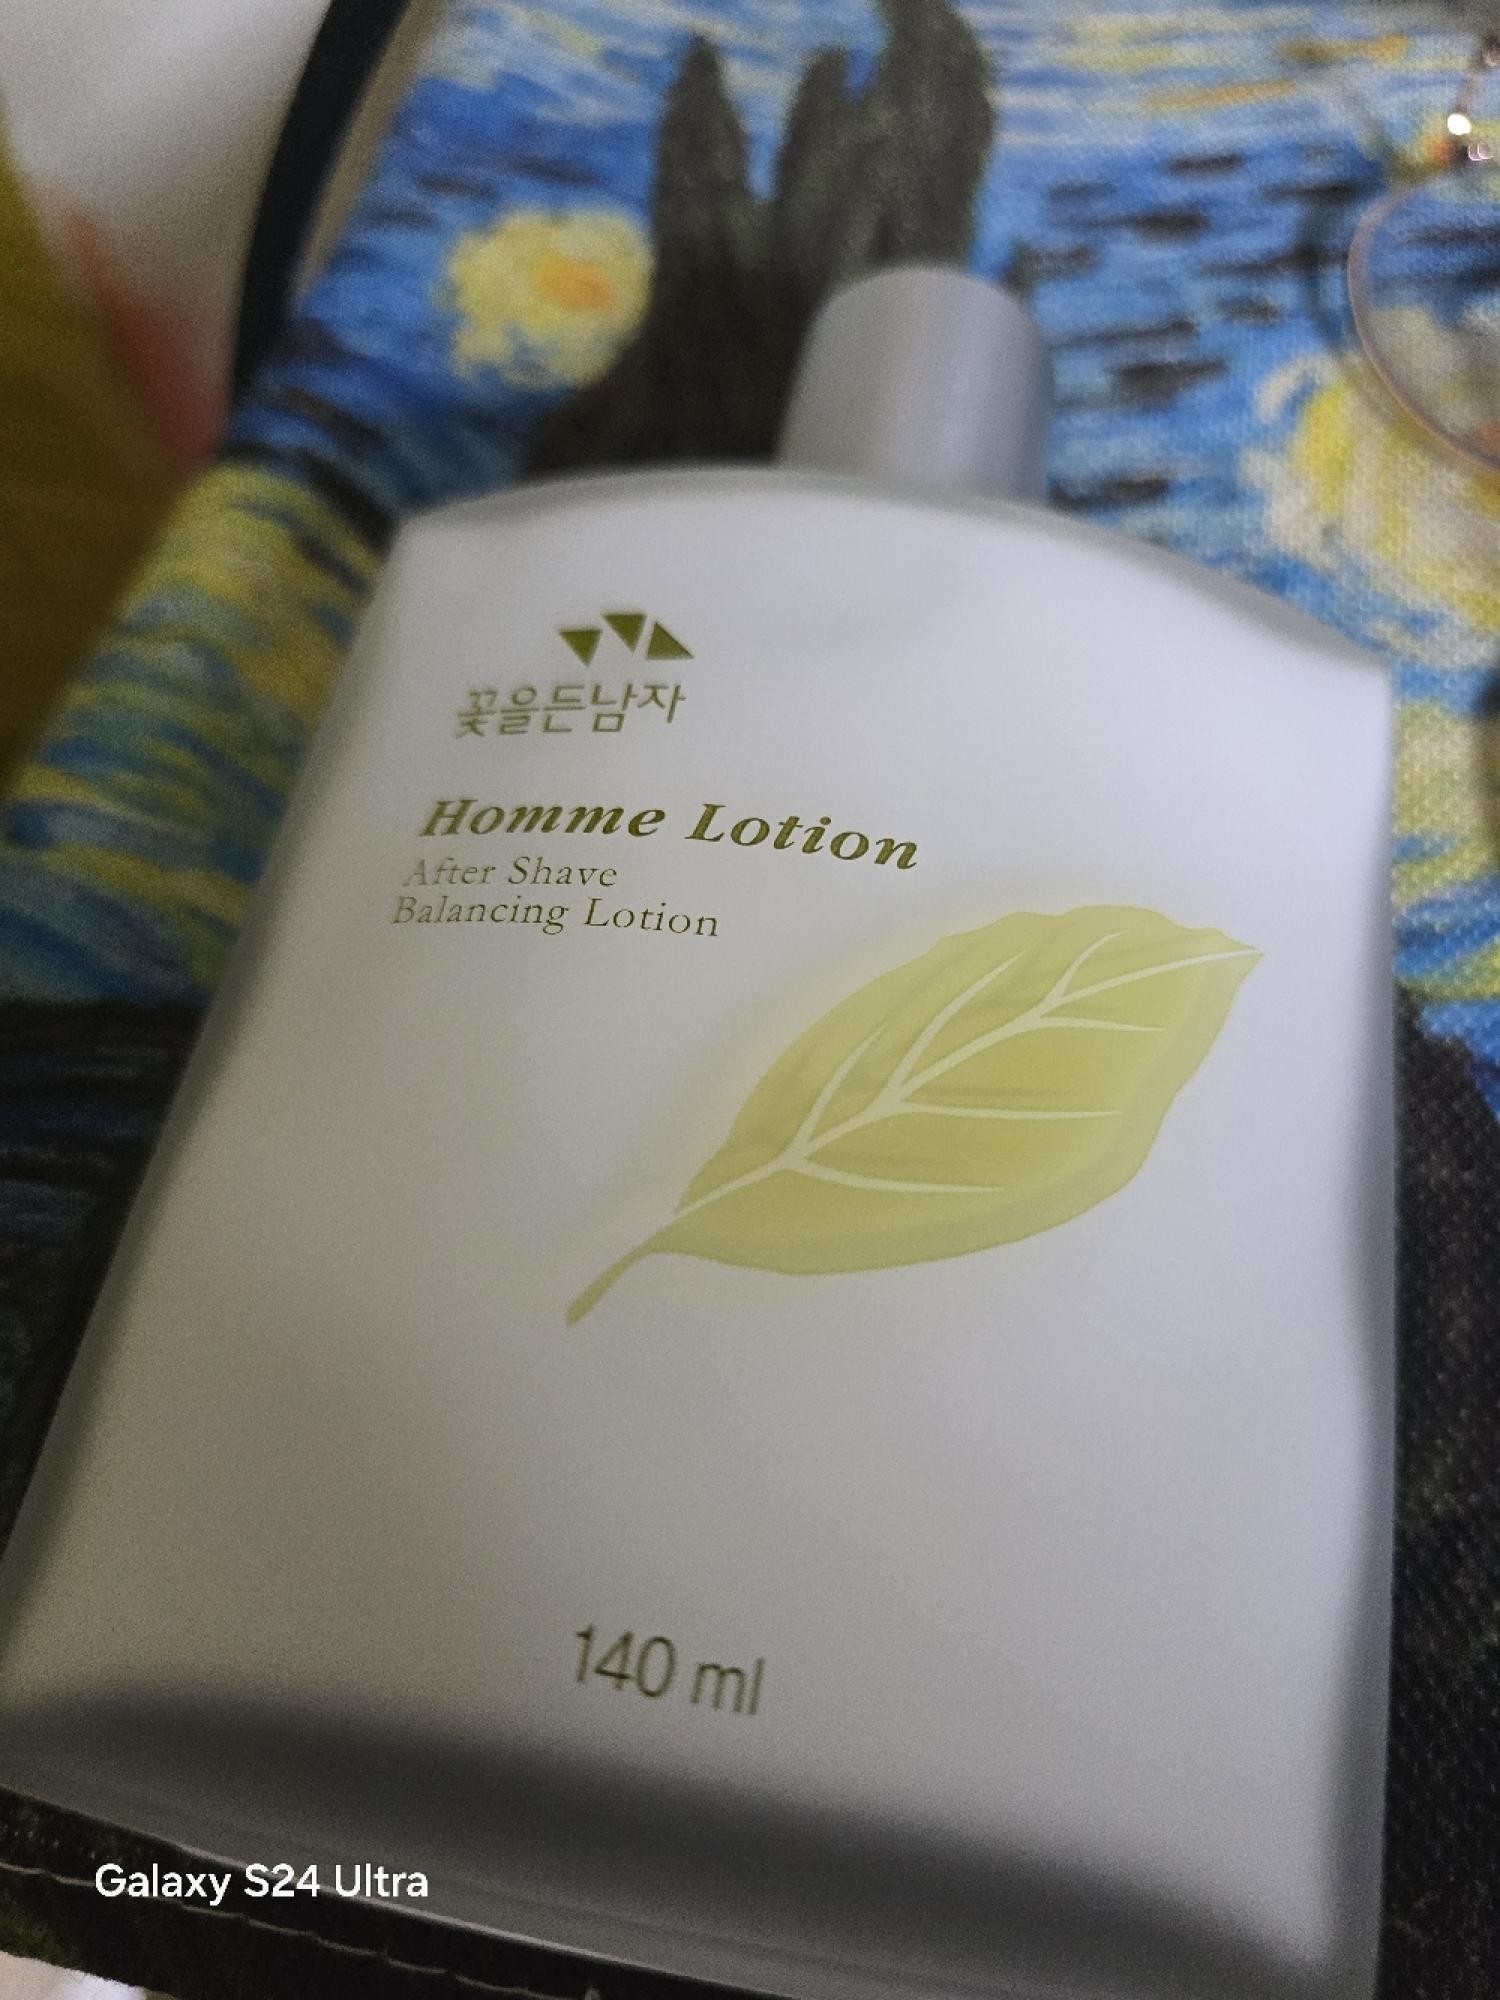 꽃을든남자
Homme Lotion
After Shave
Balancing Lotion
140 ml
Galaxy S24 Ultra